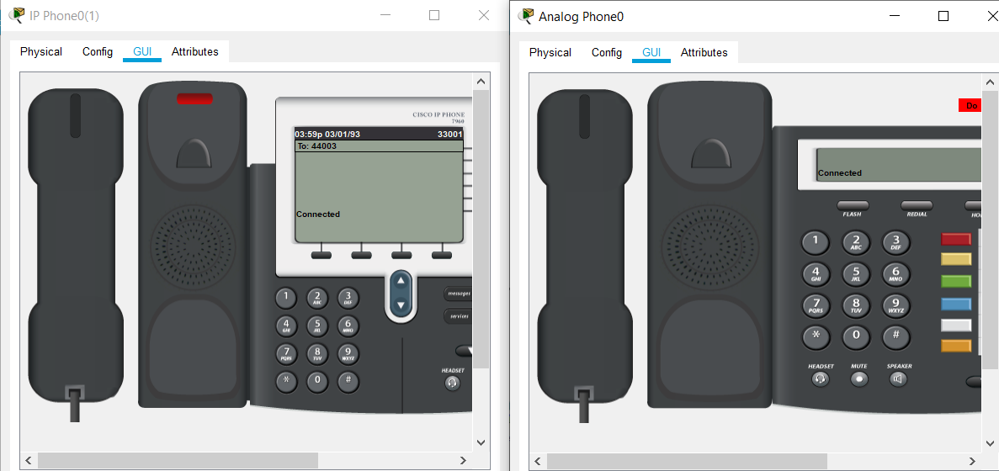 IP Phone0(1)
Physical Config GUI Attributes
CISCO IP PHONE
7960
03:59p 03/01/93 33001
To: 44003
Connected
1 2 ABC 3 DEF
4 GHI 5 JKL 6 MNO
7 PQRS 8 TUV 9 WXYZ
* 0 #
messages
services
HEADSET
Analog Phone0
Physical Config GUI Attributes
Do
Connected
FLASH REDIAL HO
1 2 ABC 3 DEF
4 GHI 5 JKL 6 MNO
7 PQRS 8 TUV 9 WXYZ
* 0 #
HEADSET MUTE SPEAKER